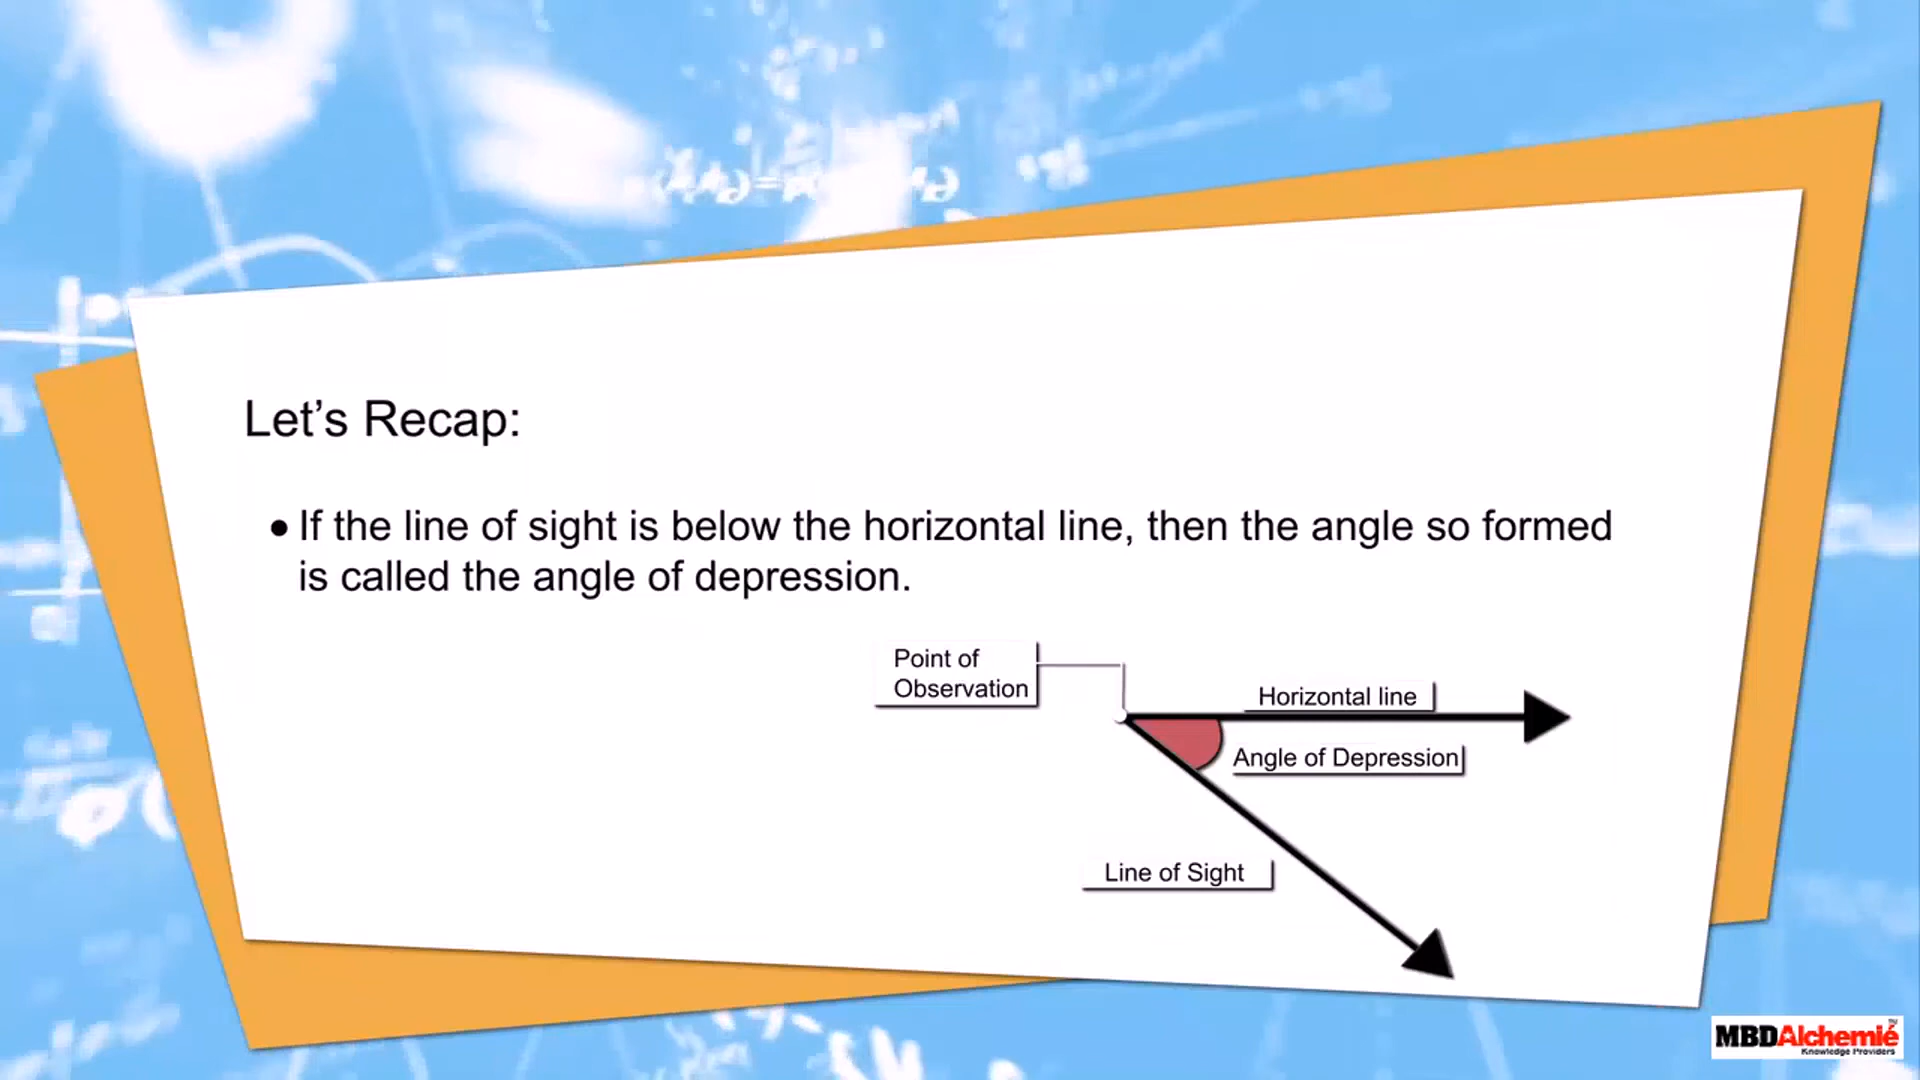 Let’s Recap:
● If the line of sight is below the horizontal line, then the angle so formed
is called the angle of depression.
Point of
Observation
Horizontal line
Angle of Depression
Line of Sight
MBDAlchemié
Knowledge Providers